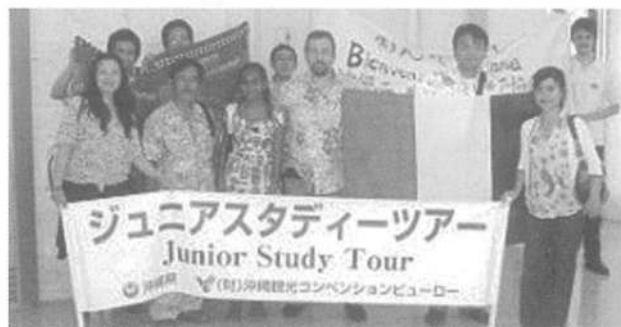 Bienveni
ジュニアスタディーツアー
Junior Study Tour
沖縄県 (財)沖縄観光コンベンションビューロー